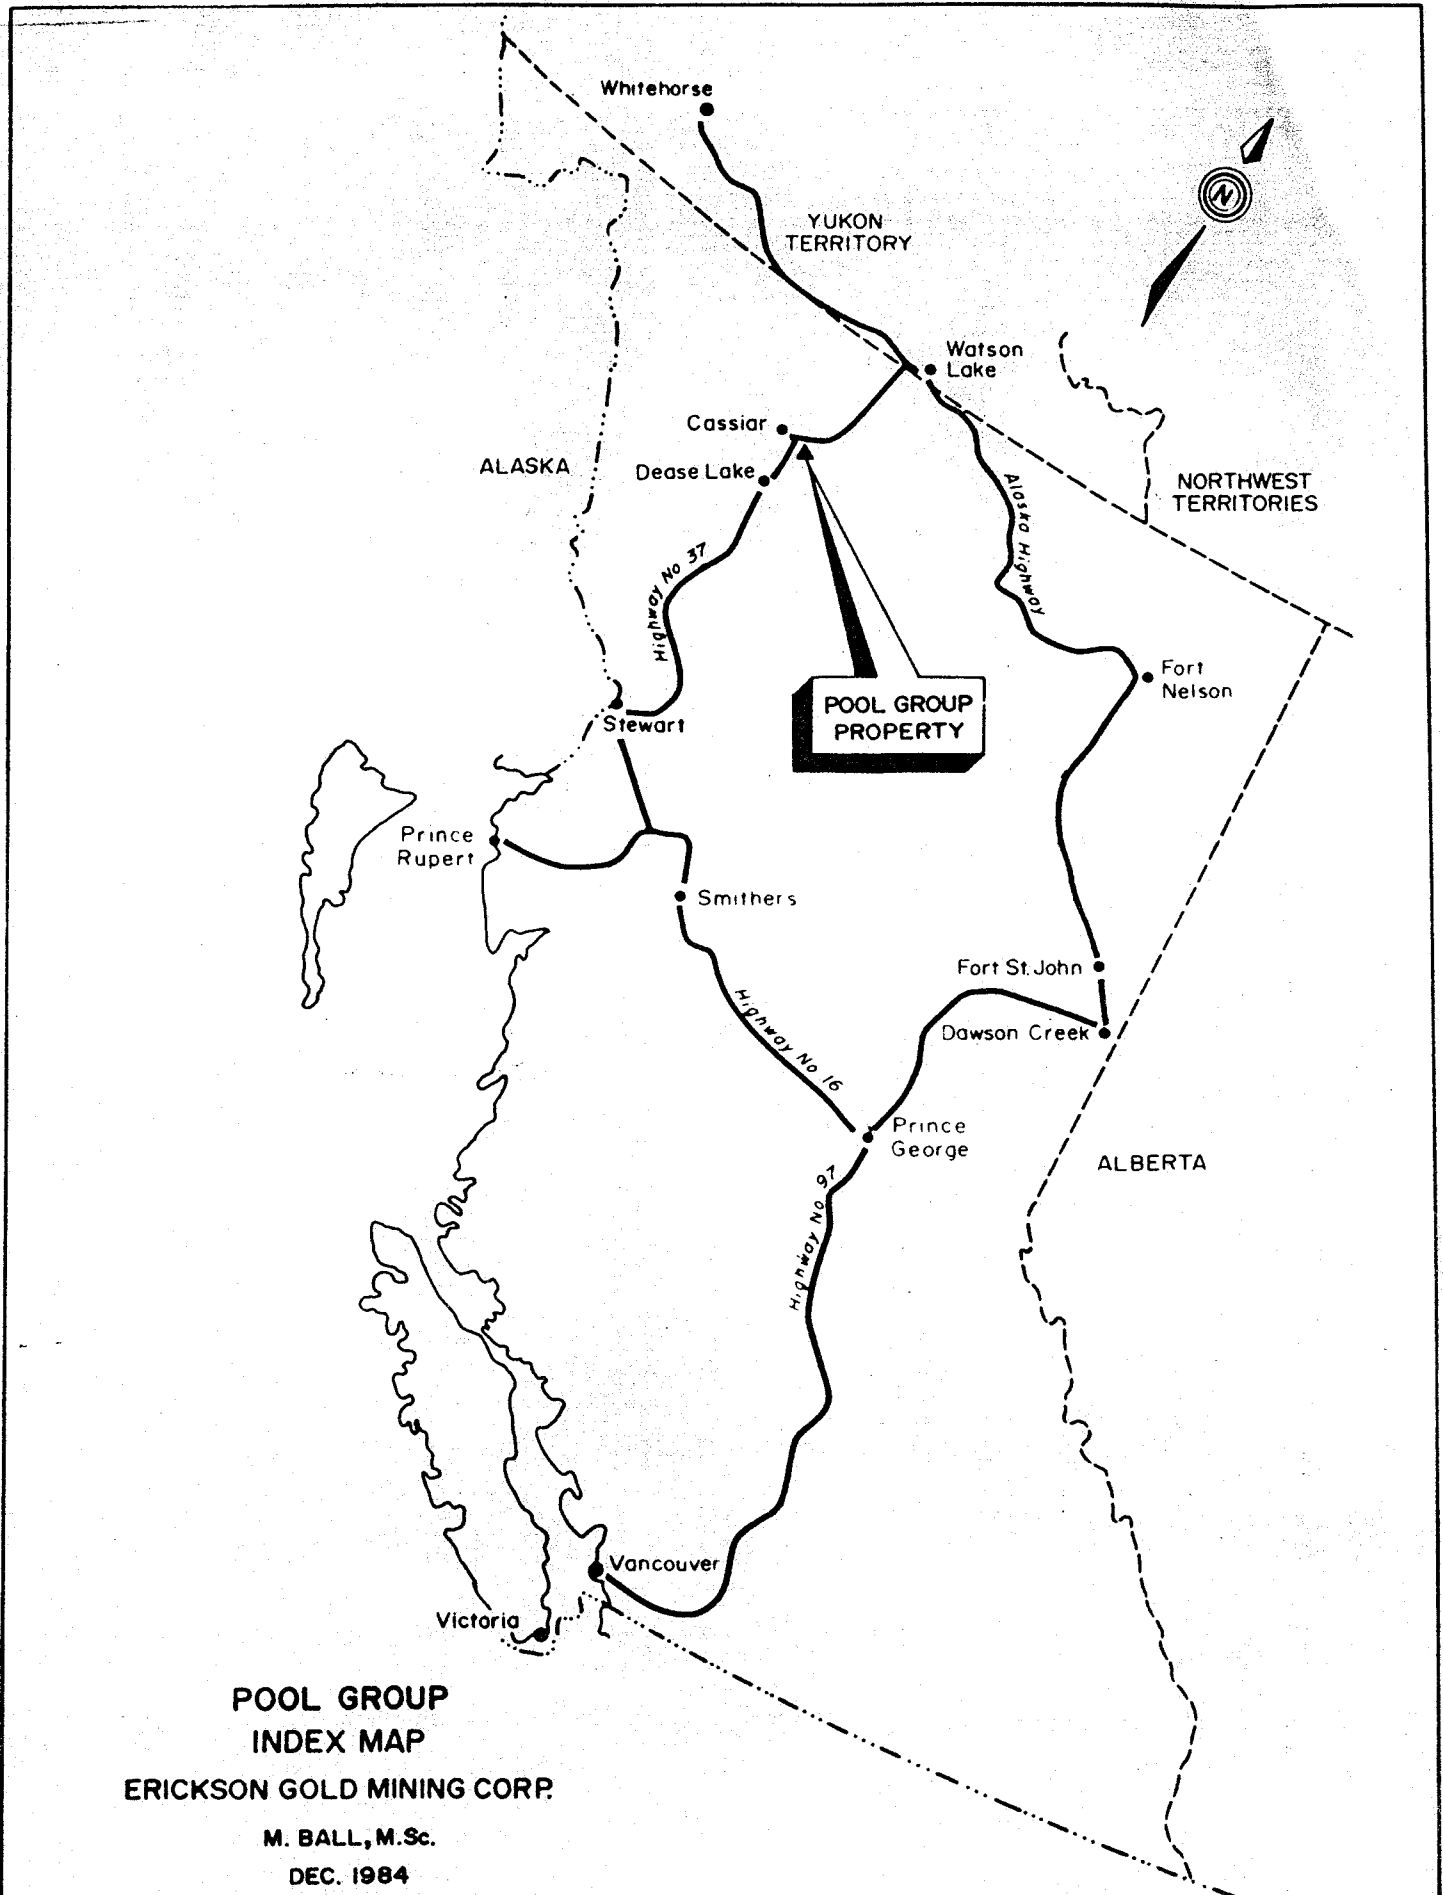 Whitehorse
YUKON
TERRITORY
N
Watson
Lake
Cassiar
ALASKA
Dease Lake
NORTHWEST
TERRITORIES
Alaska Highway
Highway No 37
Fort
Nelson
POOL GROUP
PROPERTY
Stewart
Prince
Rupert
Smithers
Fort St. John
Highway No 16
Dawson Creek
Prince
George
ALBERTA
Highway No 97
Vancouver
Victoria
POOL GROUP
INDEX MAP
ERICKSON GOLD MINING CORP.
M. BALL, M.Sc.
DEC. 1984